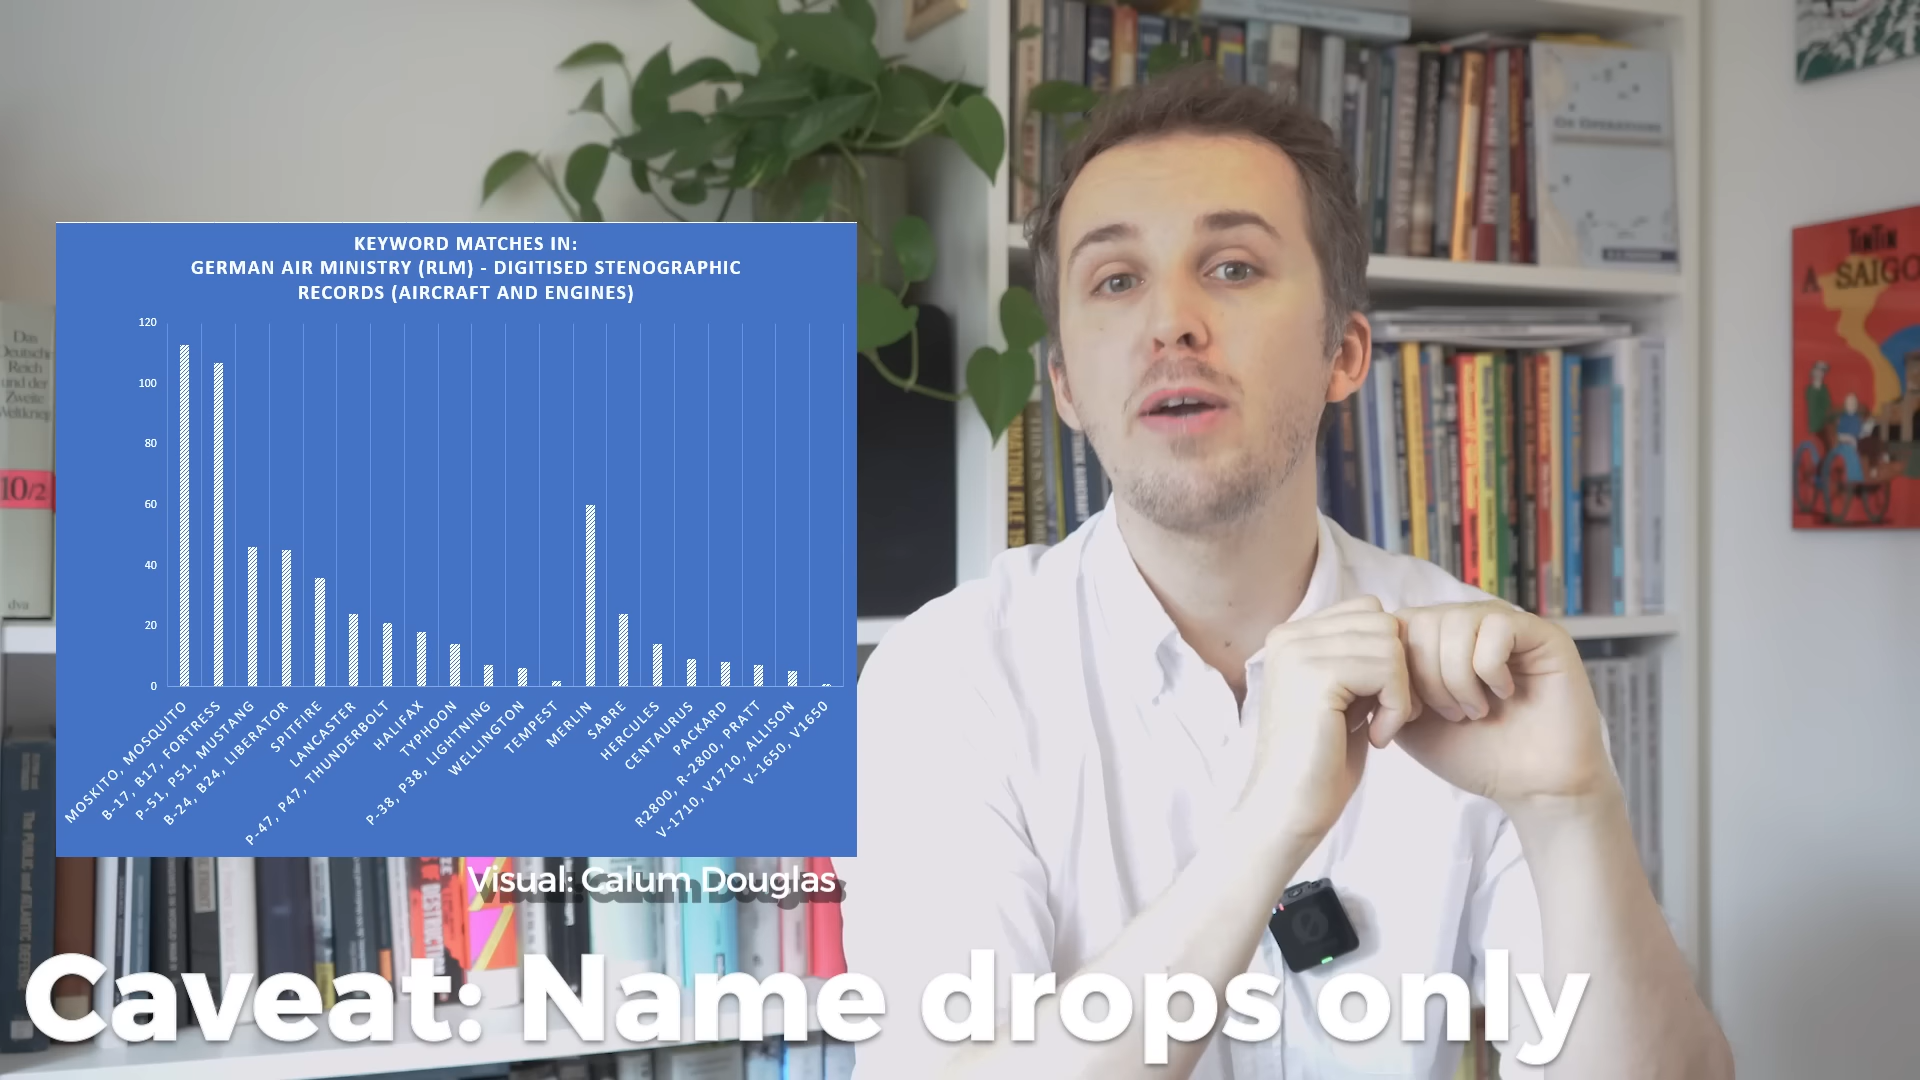 KEYWORD MATCHES IN:
GERMAN AIR MINISTRY (RLM) - DIGITISED STENOGRAPHIC
RECORDS (AIRCRAFT AND ENGINES)
120
100
80
60
40
20
0
MOSKITO, MOSQUITO
B-17, B17, FORTRESS
P-51, P51, MUSTANG
B-24, B24, LIBERATOR
SPITFIRE
LANCASTER
P-47, P47, THUNDERBOLT
HALIFAX
TYPHOON
P-38, P38, LIGHTNING
WELLINGTON
TEMPEST
MERLIN
SABRE
HERCULES
CENTAURUS
PACKARD
R2800, R-2800, PRATT
V-1710, V1710, ALLISON
V-1650, V1650
Visual: Calum Douglas
Caveat: Name drops only
Das
Deutsche
Reich
und der
Zweite
Weltkrieg
10/2
dva
ON OPERATIONS
TINTIN
A SAIGO